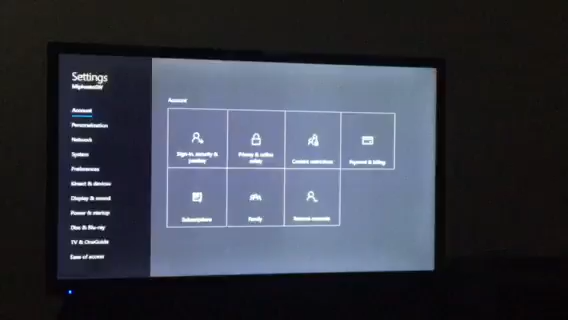 Settings
Account
Personalization
Network
System
Preferences
Kinect & devices
Display & sound
Power & startup
Disc & Blu-ray
TV & OneGuide
Ease of access
Account
Sign-in, security &
passkey
Privacy & online
safety
Content restrictions
Payment & billing
Subscriptions
Family
Remove accounts